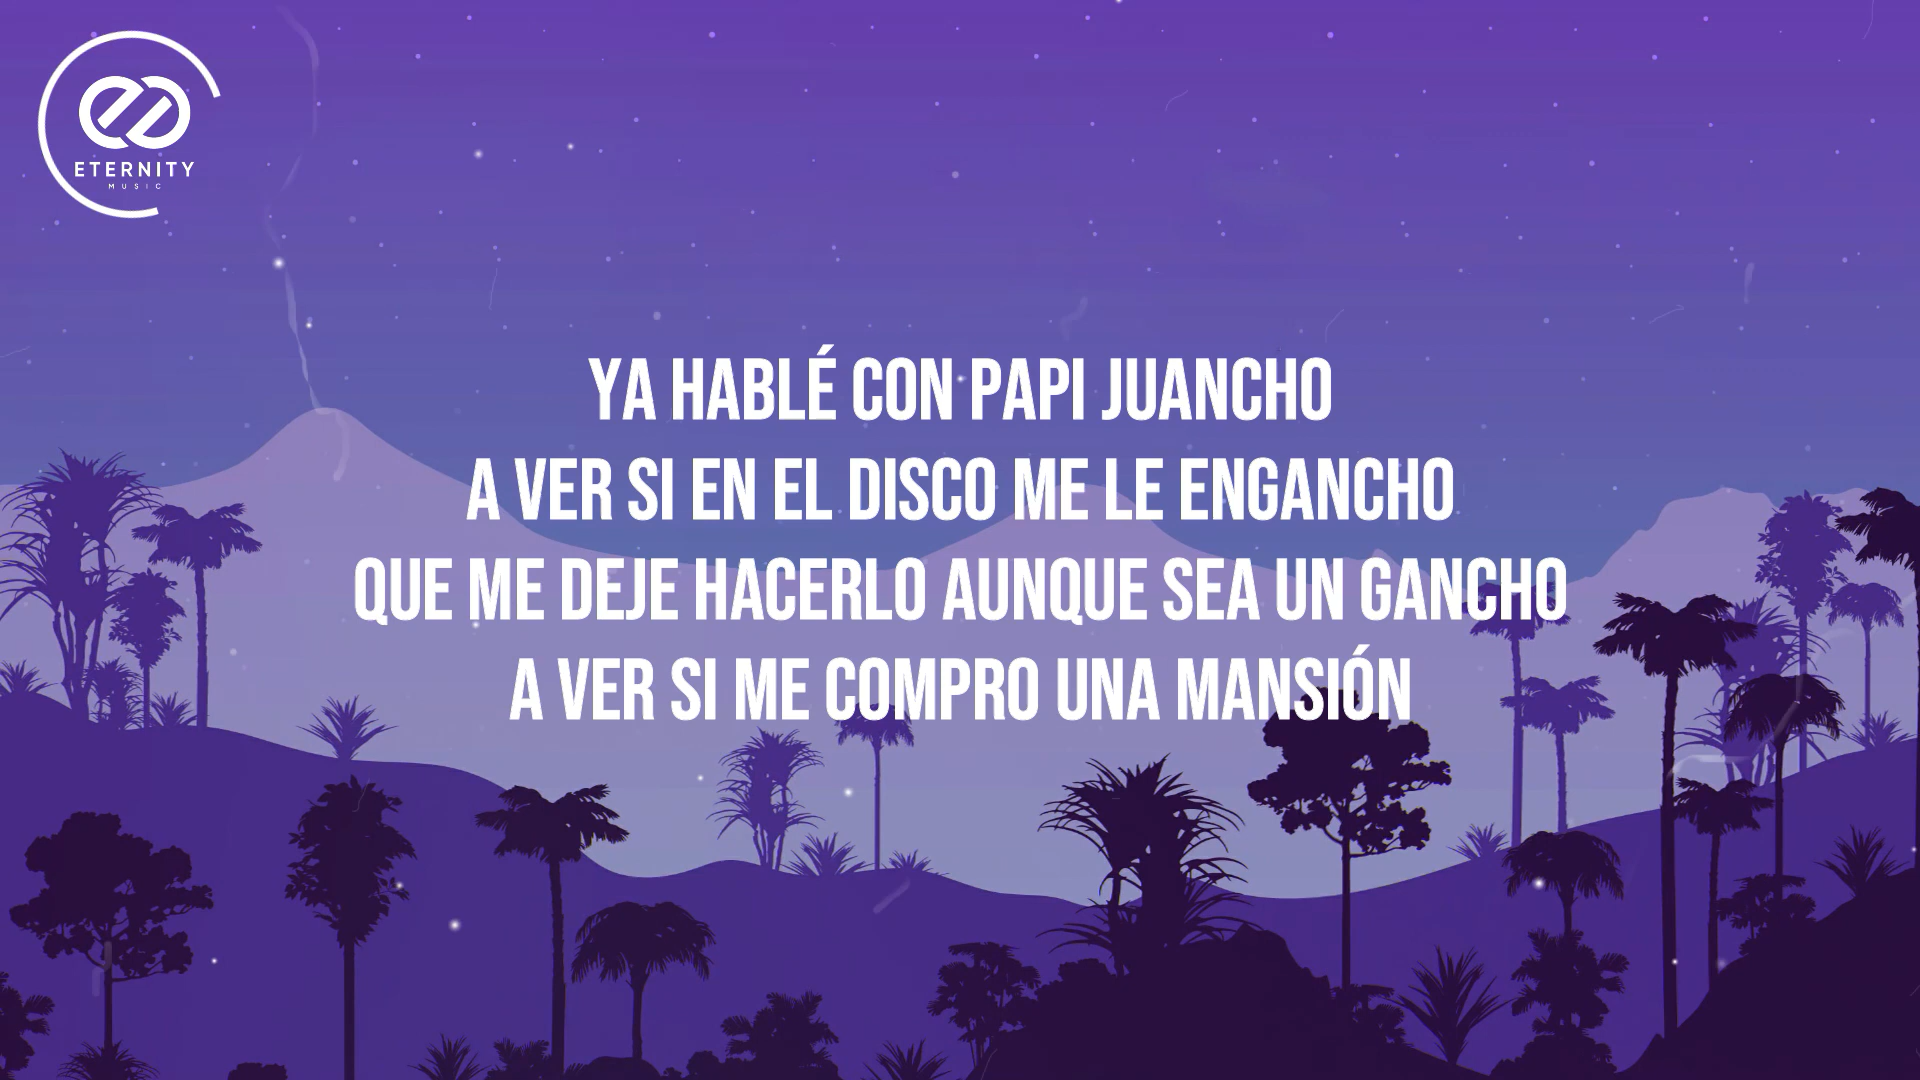 ETERNITY
MUSIC
YA HABLÉ CON PAPI JUANCHO
A VER SI EN EL DISCO ME LE ENGANCHO
QUE ME DEJE HACERLO AUNQUE SEA UN GANCHO
A VER SI ME COMPRO UNA MANSIÓN